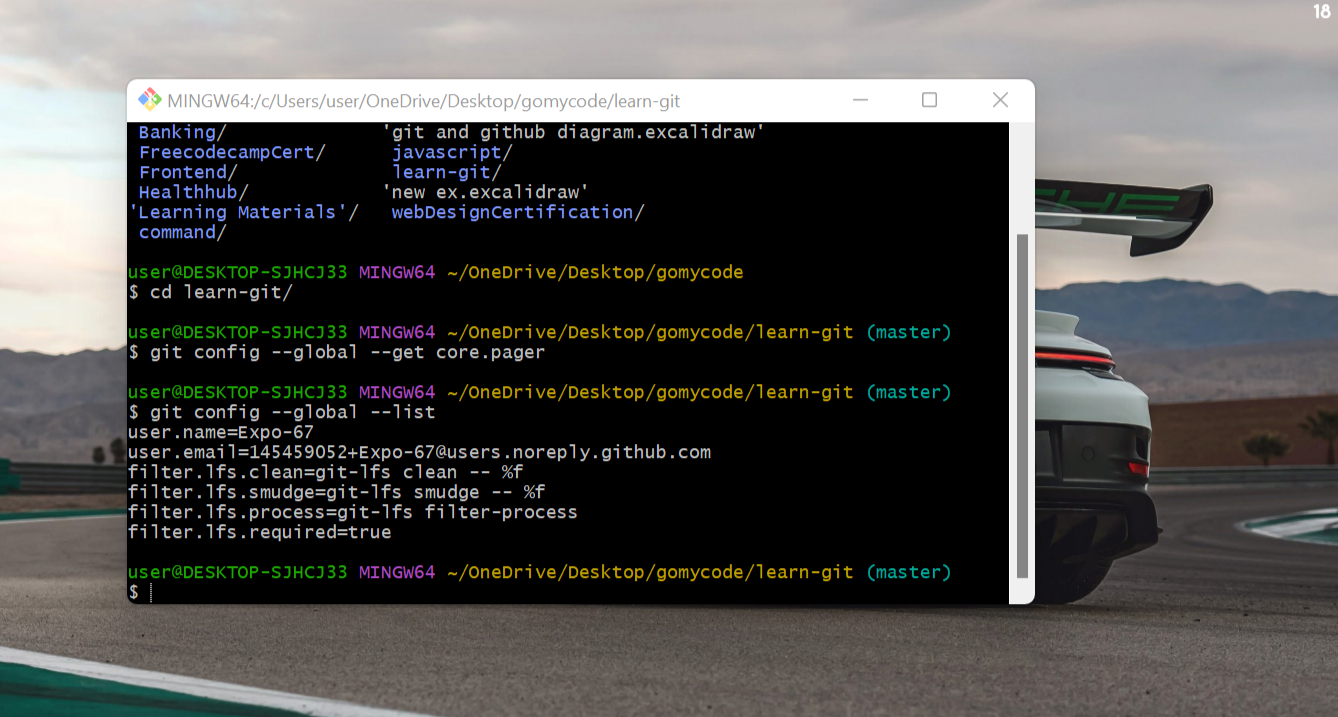 18
MINGW64:/c/Users/user/OneDrive/Desktop/gomycode/learn-git
Banking/ 'git and github diagram.excalidraw'
FreecodecampCert/ javascript/
Frontend/ learn-git/
Healthhub/ 'new ex.excalidraw'
'Learning Materials'/ webDesignCertification/
command/
user@DESKTOP-SJHCJ33 MINGW64 ~/OneDrive/Desktop/gomycode
$ cd learn-git/
user@DESKTOP-SJHCJ33 MINGW64 ~/OneDrive/Desktop/gomycode/learn-git (master)
$ git config --global --get core.pager
user@DESKTOP-SJHCJ33 MINGW64 ~/OneDrive/Desktop/gomycode/learn-git (master)
$ git config --global --list
user.name=Expo-67
user.email=145459052+Expo-67@users.noreply.github.com
filter.lfs.clean=git-lfs clean -- %f
filter.lfs.smudge=git-lfs smudge -- %f
filter.lfs.process=git-lfs filter-process
filter.lfs.required=true
user@DESKTOP-SJHCJ33 MINGW64 ~/OneDrive/Desktop/gomycode/learn-git (master)
$